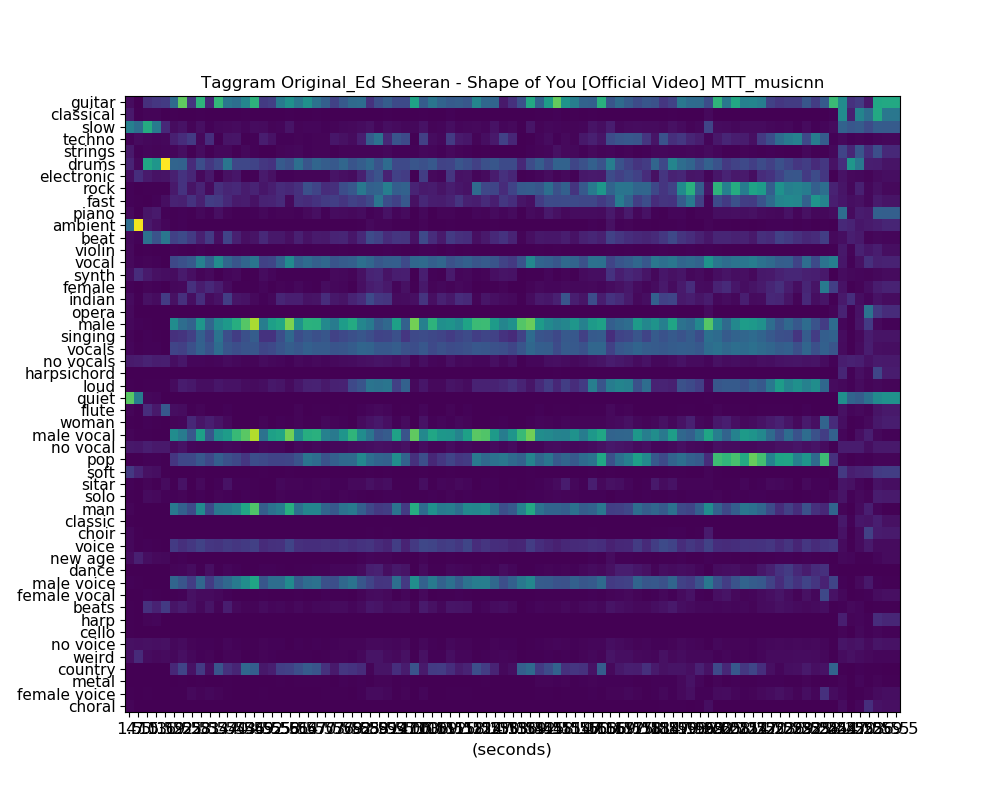 Taggram Original_Ed Sheeran - Shape of You [Official Video] MTT_musicnn
guitar
classical
slow
techno
strings
drums
electronic
rock
fast
piano
ambient
beat
violin
vocal
synth
female
indian
opera
male
singing
vocals
no vocals
harpsichord
loud
quiet
flute
woman
male vocal
no vocal
pop
soft
sitar
solo
man
classic
choir
voice
new age
dance
male voice
female vocal
beats
harp
cello
no voice
weird
country
metal
female voice
choral
(seconds)